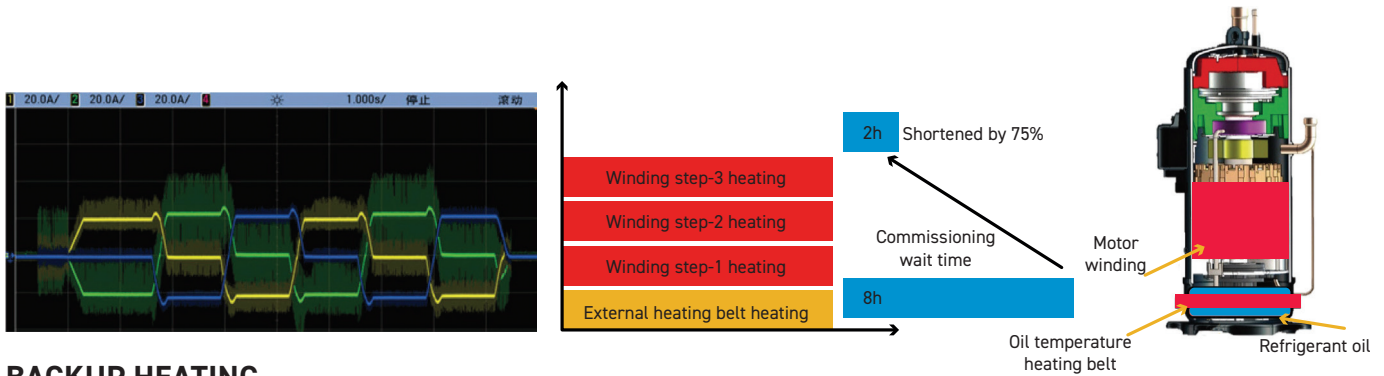 1 20.0A/ 2 20.0A/ 3 20.0A/ 4 1.000s/ 停止 滚动
2h Shortened by 75%
Winding step-3 heating
Winding step-2 heating
Winding step-1 heating
External heating belt heating
Commissioning
wait time
8h
Motor
winding
Oil temperature
heating belt
Refrigerant oil
BACKUP HEATING